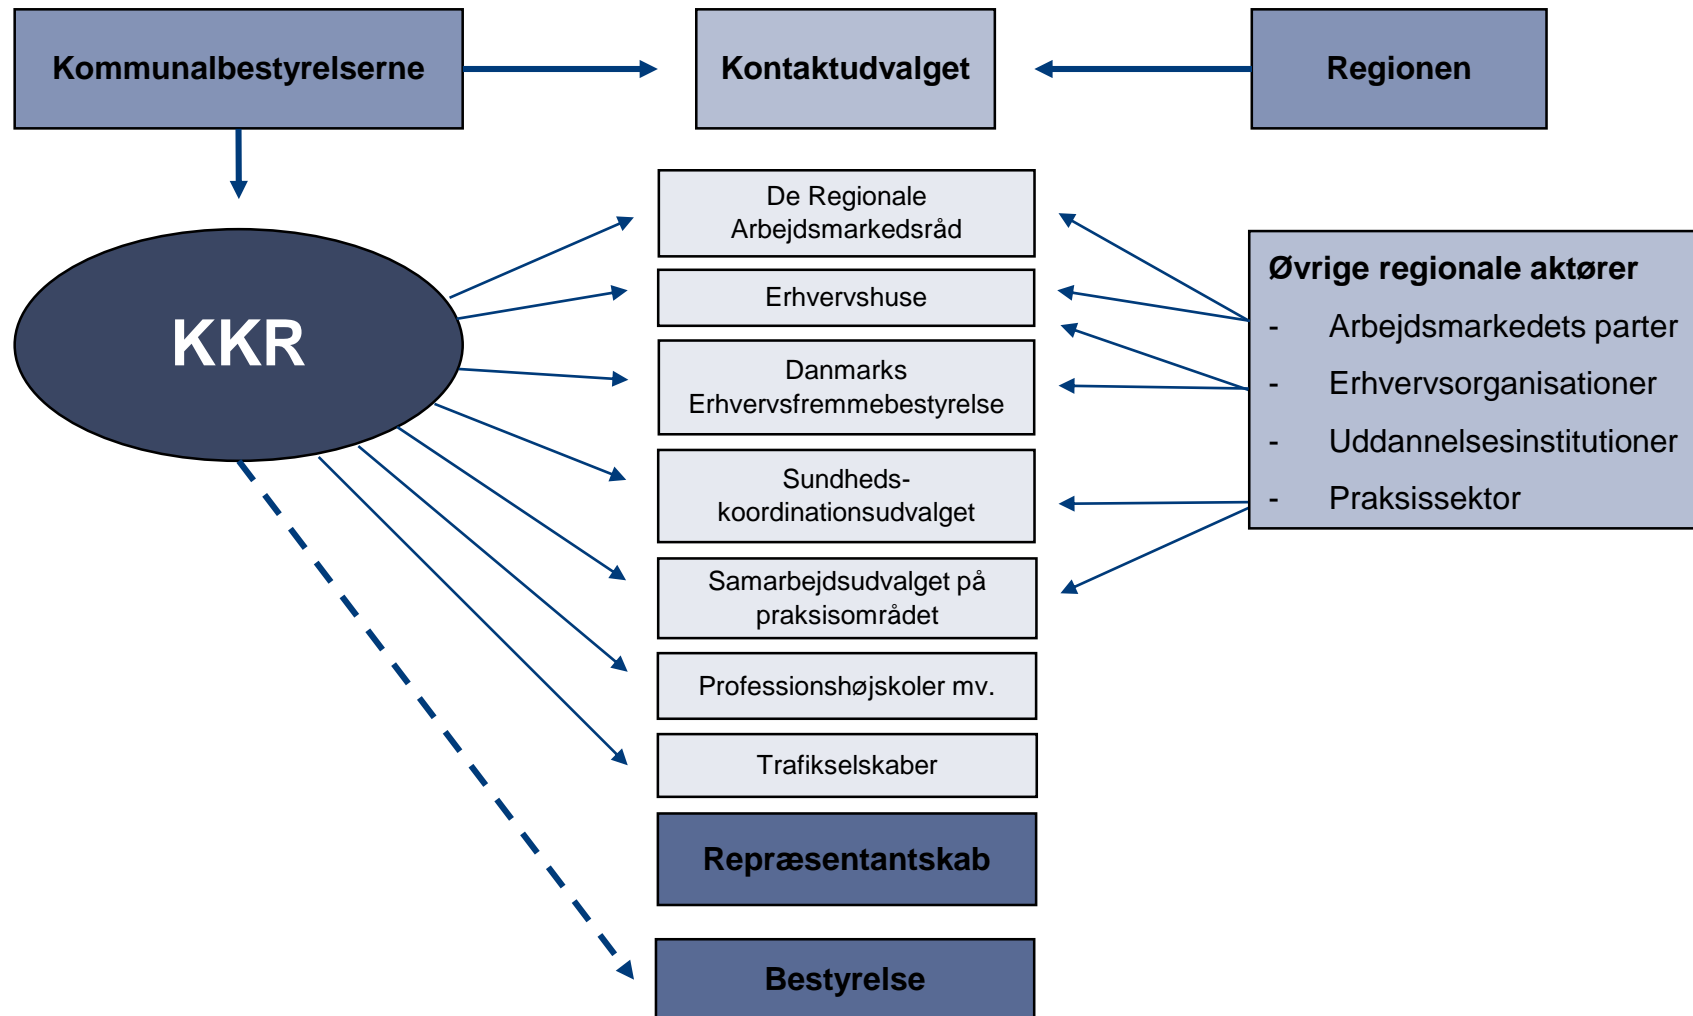 Kommunalbestyrelserne
Kontaktudvalget
Regionen
KKR
De Regionale
Arbejdsmarkedsråd
Erhvervshuse
Danmarks
Erhvervsfremmebestyrelse
Sundheds-
koordinationsudvalget
Samarbejdsudvalget på
praksisområdet
Professionshøjskoler mv.
Trafikselskaber
Repræsentantskab
Bestyrelse
Øvrige regionale aktører
- Arbejdsmarkedets parter
- Erhvervsorganisationer
- Uddannelsesinstitutioner
- Praksissektor